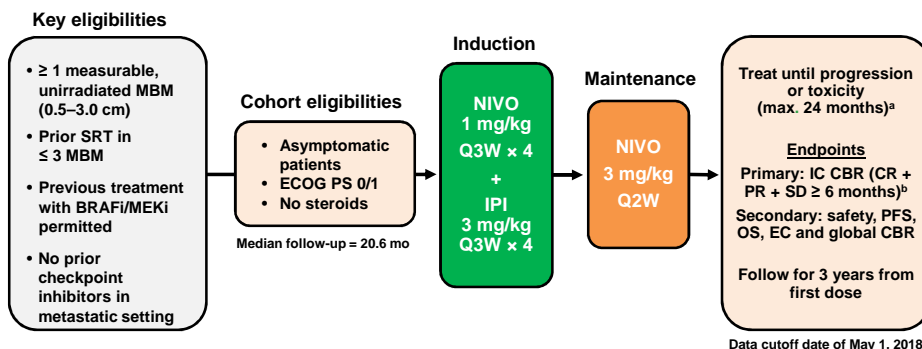 Key eligibilities
• ≥ 1 measurable,
unirradiated MBM
(0.5–3.0 cm)
• Prior SRT in
≤ 3 MBM
• Previous treatment
with BRAFi/MEKi
permitted
• No prior
checkpoint
inhibitors in
metastatic setting
Cohort eligibilities
• Asymptomatic
patients
• ECOG PS 0/1
• No steroids
Median follow-up = 20.6 mo
Induction
NIVO
1 mg/kg
Q3W × 4
+
IPI
3 mg/kg
Q3W × 4
Maintenance
NIVO
3 mg/kg
Q2W
Treat until progression
or toxicity
(max. 24 months)ᵃ
Endpoints
Primary: IC CBR (CR +
PR + SD ≥ 6 months)ᵇ
Secondary: safety, PFS,
OS, EC and global CBR
Follow for 3 years from
first dose
Data cutoff date of May 1, 2018